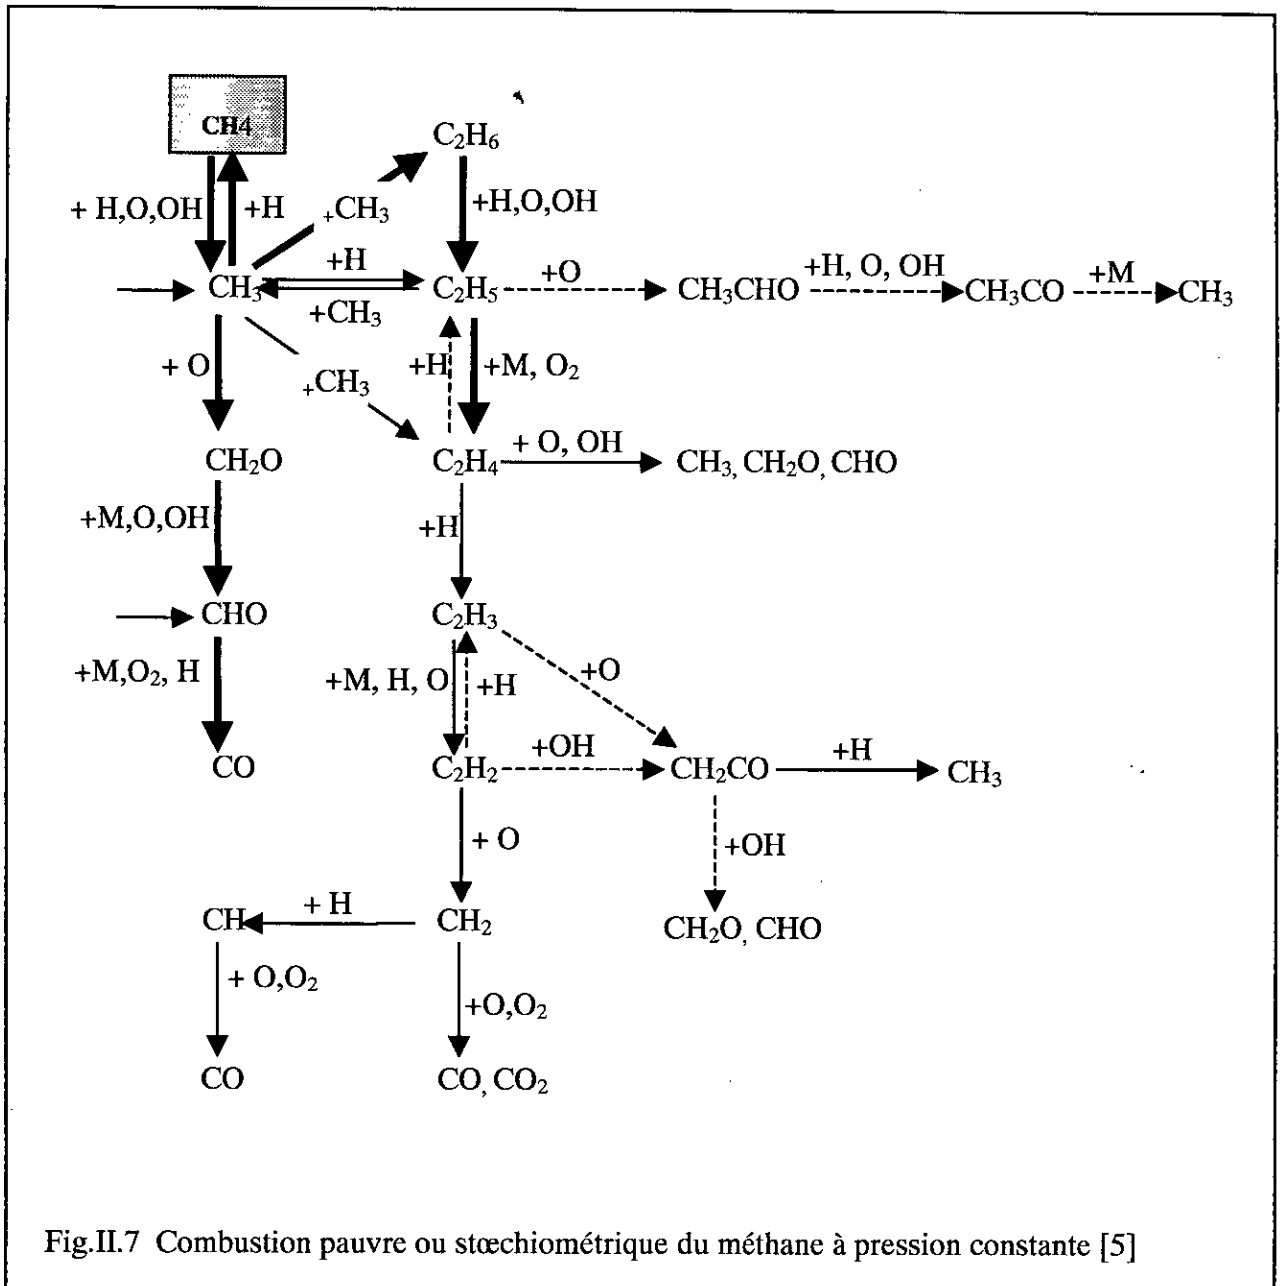 CH4
C₂H₆
+ H,O,OH
+H
+CH₃
+H,O,OH
+H
+O
+H, O, OH
+M
CH₃
C₂H₅
CH₃CHO
CH₃CO
CH₃
+CH₃
+ O
+H
+M, O₂
+CH₃
+ O, OH
CH₂O
C₂H₄
CH₃, CH₂O, CHO
+M,O,OH
+H
CHO
C₂H₃
+M,O₂, H
+M, H, O
+H
+O
+OH
+H
CO
C₂H₂
CH₂CO
CH₃
+ O
+OH
+ H
CH
CH₂
CH₂O, CHO
+ O,O₂
+O,O₂
CO
CO, CO₂
Fig.II.7 Combustion pauvre ou stœchiométrique du méthane à pression constante [5]